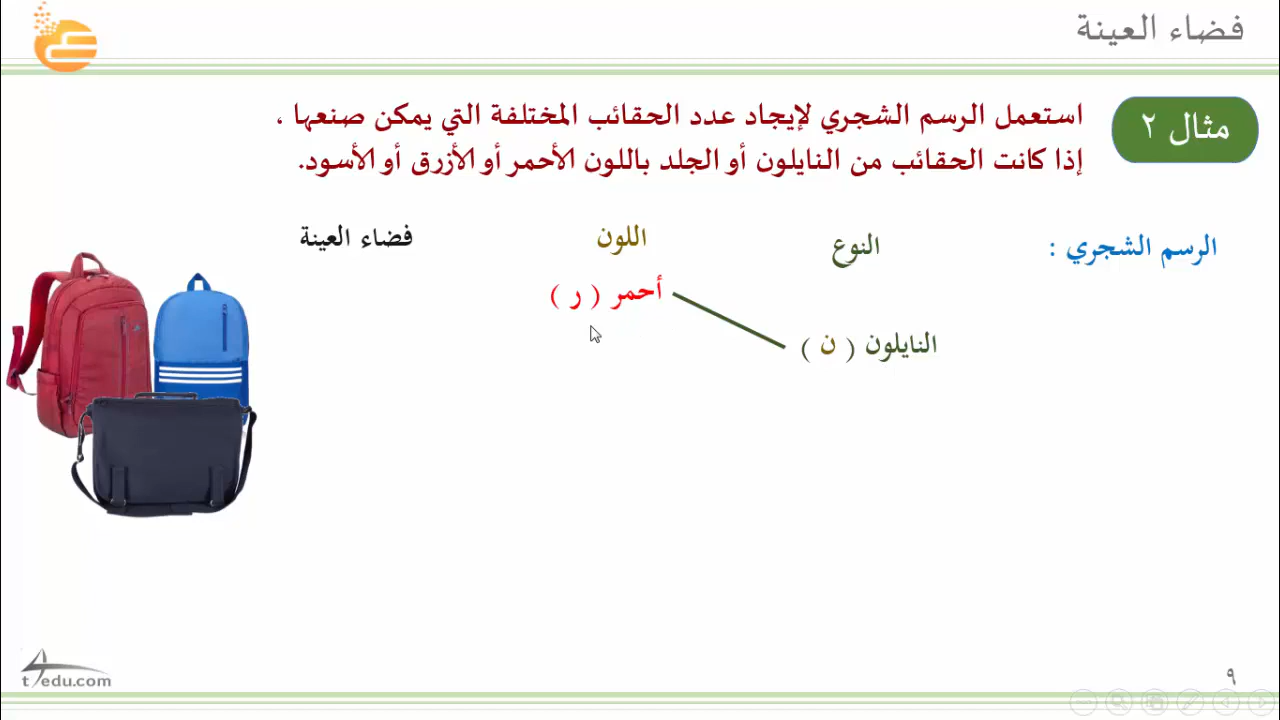 فضاء العينة
مثال ٢
استعمل الرسم الشجري لإيجاد عدد الحقائب المختلفة التي يمكن صنعها ،
إذا كانت الحقائب من النايلون أو الجلد باللون الأحمر أو الأزرق أو الأسود.
الرسم الشجري :
النوع
اللون
فضاء العينة
أحمر ( ر )
النايلون ( ن )
t4edu.com
٩